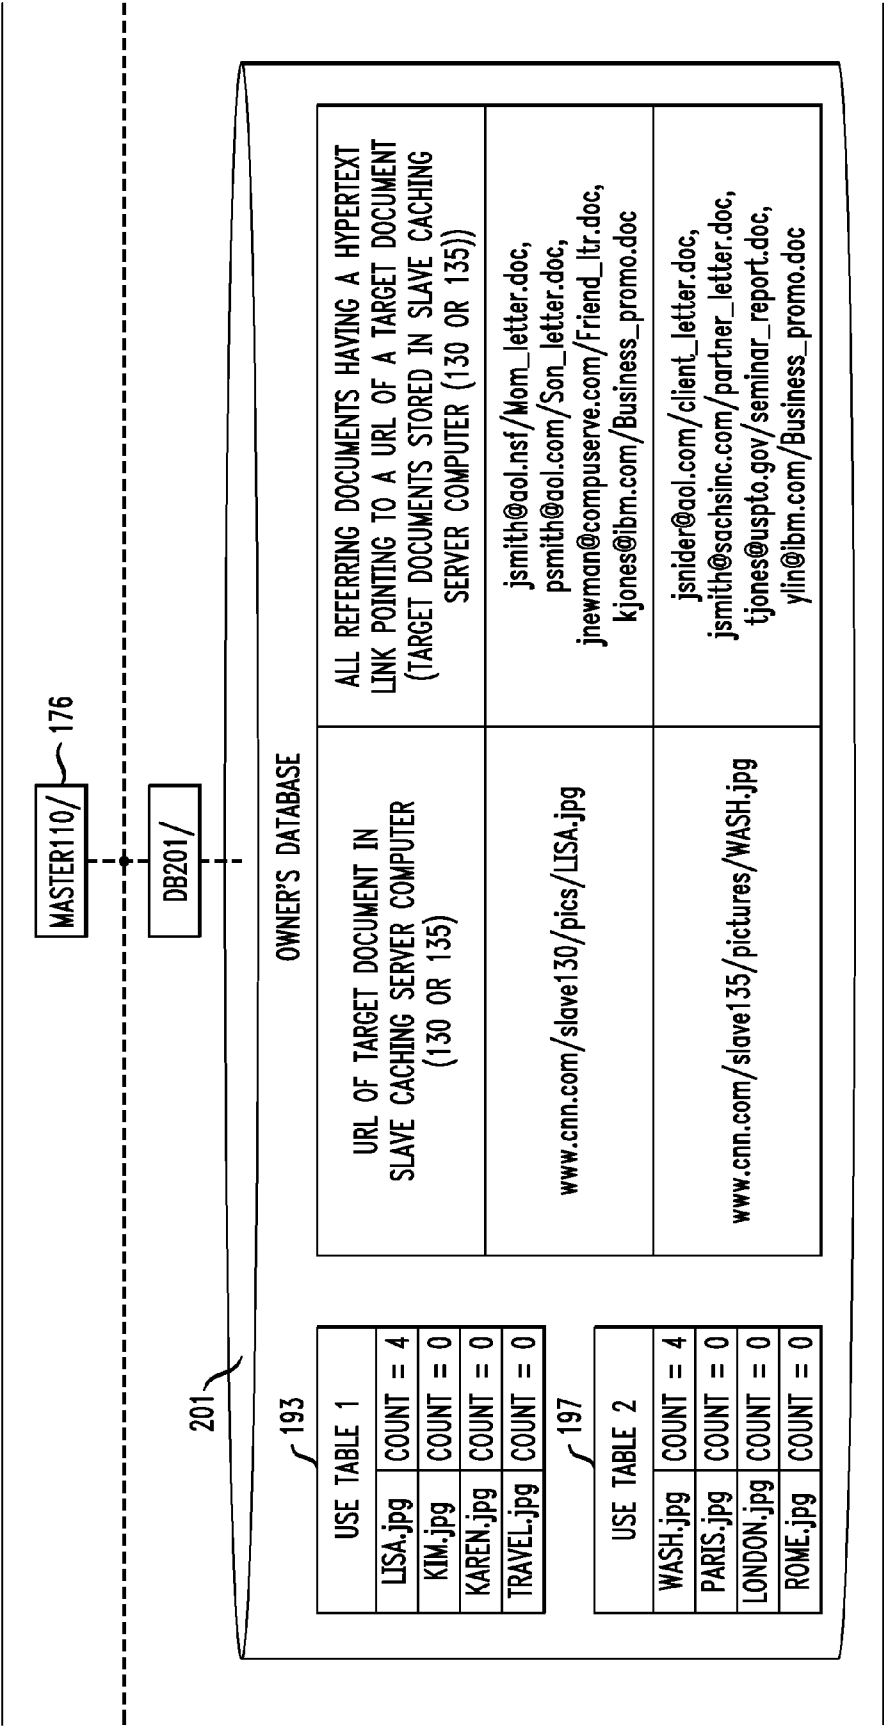 MASTER110/
176
DB201/
201
OWNER'S DATABASE
193
USE TABLE 1
LISA.jpg COUNT = 4
KIM.jpg COUNT = 0
KAREN.jpg COUNT = 0
TRAVEL.jpg COUNT = 0
197
USE TABLE 2
WASH.jpg COUNT = 4
PARIS.jpg COUNT = 0
LONDON.jpg COUNT = 0
ROME.jpg COUNT = 0
URL OF TARGET DOCUMENT IN
SLAVE CACHING SERVER COMPUTER
(130 OR 135)
ALL REFERRING DOCUMENTS HAVING A HYPERTEXT
LINK POINTING TO A URL OF A TARGET DOCUMENT
(TARGET DOCUMENTS STORED IN SLAVE CACHING
SERVER COMPUTER (130 OR 135))
www.cnn.com/slave130/pics/LISA.jpg
jsmith@aol.nsf/Mom_letter.doc,
psmith@aol.com/Son_letter.doc,
jnewman@compuserve.com/Friend_ltr.doc,
kjones@ibm.com/Business_promo.doc
www.cnn.com/slave135/pictures/WASH.jpg
jsnider@aol.com/client_letter.doc,
jsmith@sachsinc.com/partner_letter.doc,
tjones@uspto.gov/seminar_report.doc,
ylin@ibm.com/Business_promo.doc